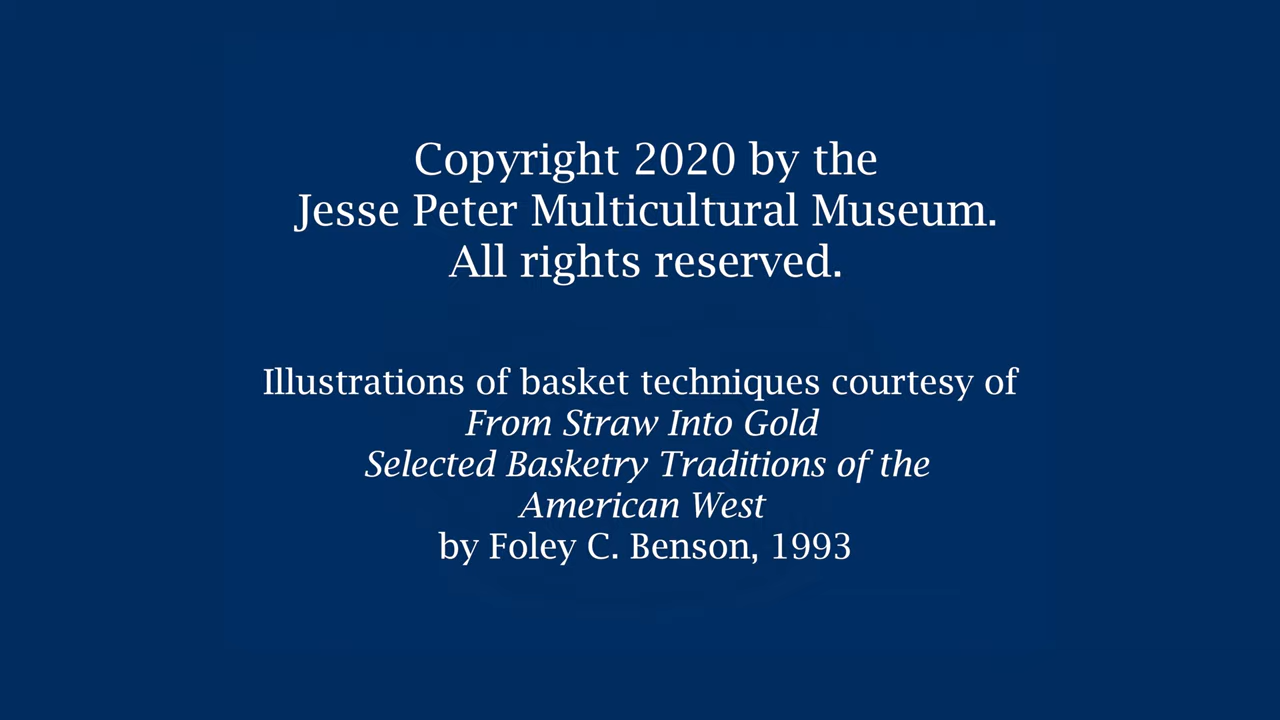 Copyright 2020 by the
Jesse Peter Multicultural Museum.
All rights reserved.
Illustrations of basket techniques courtesy of
From Straw Into Gold
Selected Basketry Traditions of the
American West
by Foley C. Benson, 1993